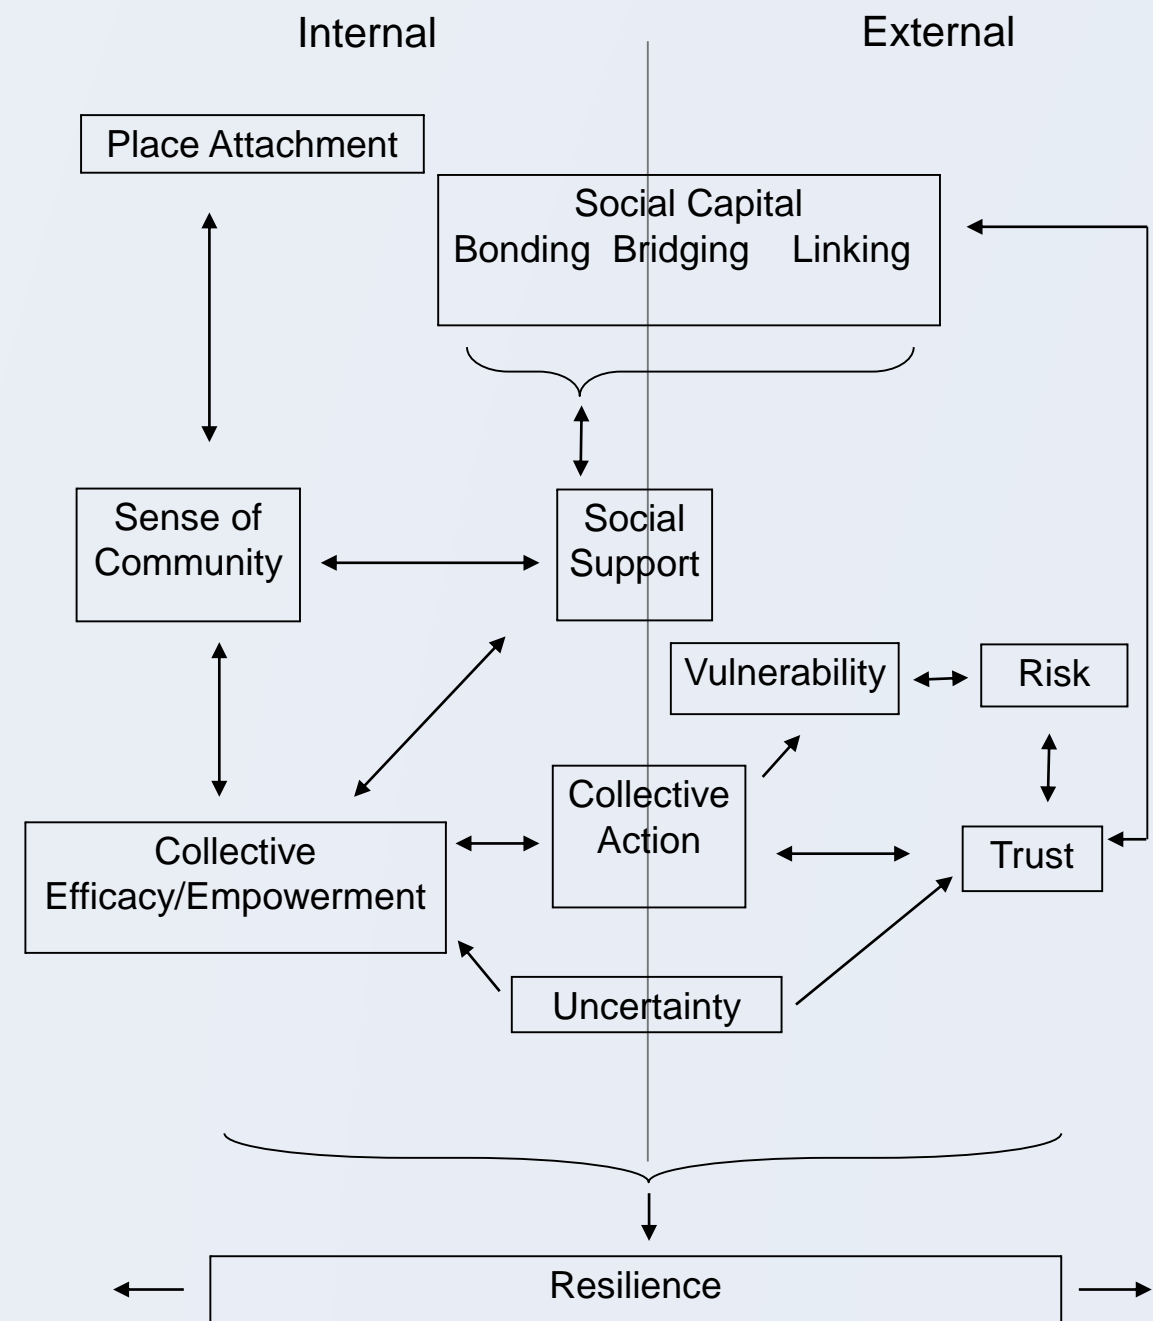 Internal
External
Place Attachment
Social Capital
Bonding Bridging Linking
Sense of
Community
Social
Support
Vulnerability
Risk
Collective
Action
Collective
Efficacy/Empowerment
Trust
Uncertainty
Resilience